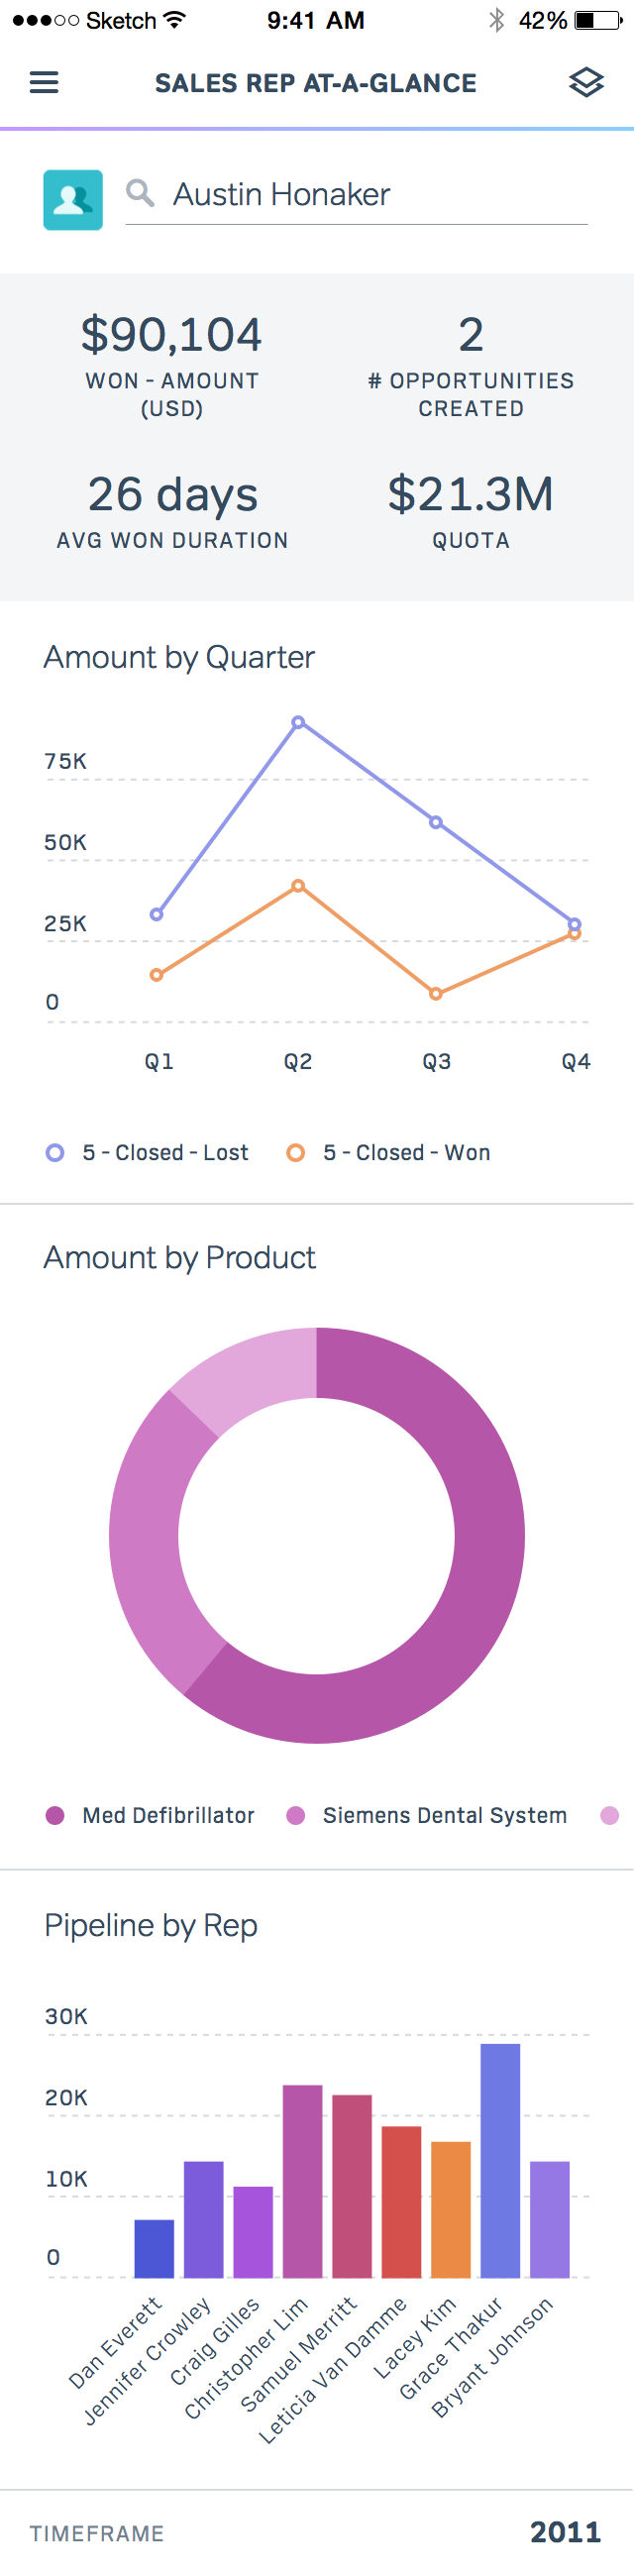 Sketch 9:41 AM 42%
SALES REP AT-A-GLANCE
Austin Honaker
$90,104 2
WON - AMOUNT # OPPORTUNITIES
(USD) CREATED
26 days $21.3M
AVG WON DURATION QUOTA
Amount by Quarter
75K
50K
25K
0
Q1 Q2 Q3 Q4
5 - Closed - Lost 5 - Closed - Won
Amount by Product
Med Defibrillator Siemens Dental System
Pipeline by Rep
30K
20K
10K
0
Dan Everett
Jennifer Crowley
Craig Gilles
Christopher Lim
Samuel Merritt
Leticia Van Damme
Lacey Kim
Grace Thakur
Bryant Johnson
TIMEFRAME 2011